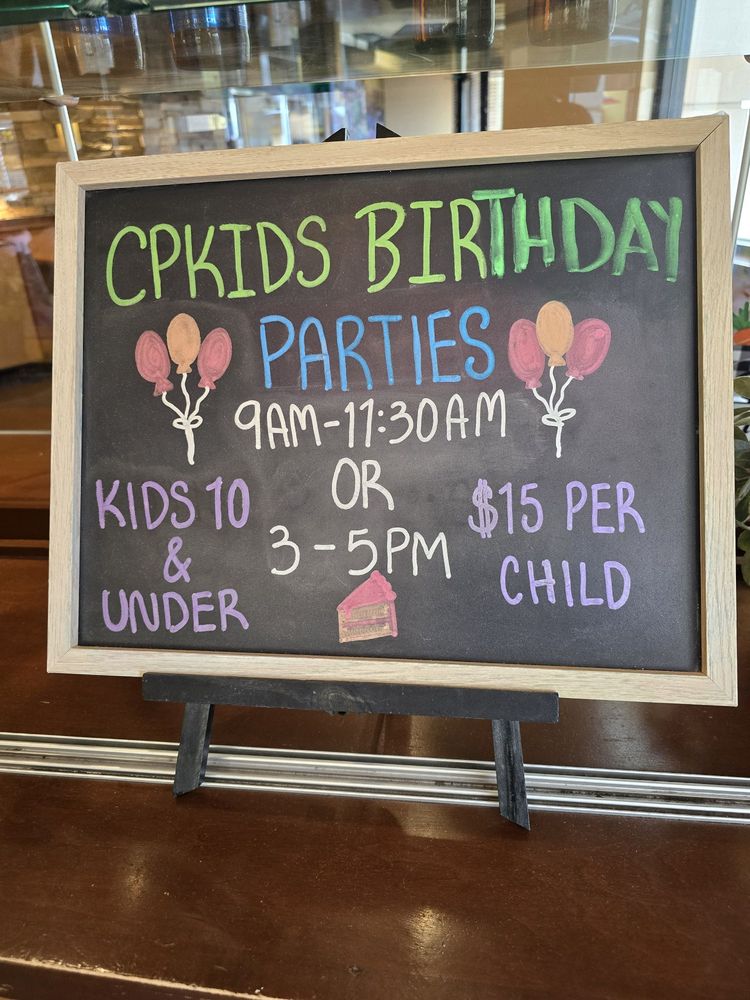 CPKIDS BIRTHDAY
PARTIES
9AM-11:30AM
OR
3-5PM
KIDS 10
&
UNDER
$15 PER
CHILD